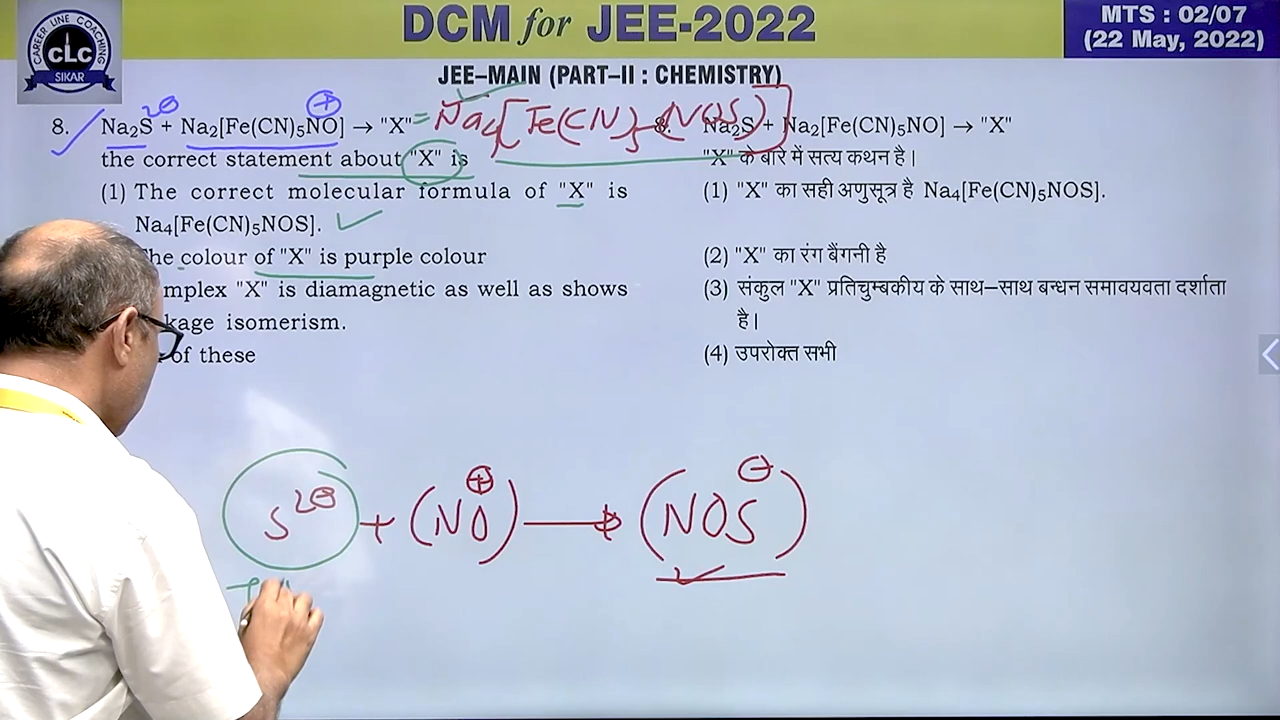 DCM for JEE-2022
MTS : 02/07
(22 May, 2022)
CAREER LINE COACHING
CLC
SIKAR
JEE–MAIN (PART–II : CHEMISTRY)
8. Na₂S + Na₂[Fe(CN)₅NO] → "X"
2⊖
⊕
= Na₄[Fe(CN)₅(NOS)]
the correct statement about "X" is
(1) The correct molecular formula of "X" is
Na₄[Fe(CN)₅NOS].
he colour of "X" is purple colour
mplex "X" is diamagnetic as well as shows
kage isomerism.
of these
8. Na₂S + Na₂[Fe(CN)₅NO] → "X"
"X" के बारे में सत्य कथन है।
(1) "X" का सही अणुसूत्र है Na₄[Fe(CN)₅NOS].
(2) "X" का रंग बैंगनी है
(3) संकुल "X" प्रतिचुम्बकीय के साथ–साथ बन्धन समावयवता दर्शाता
है।
(4) उपरोक्त सभी
S2⊖ + (NO⊕) → (NOS⊖)